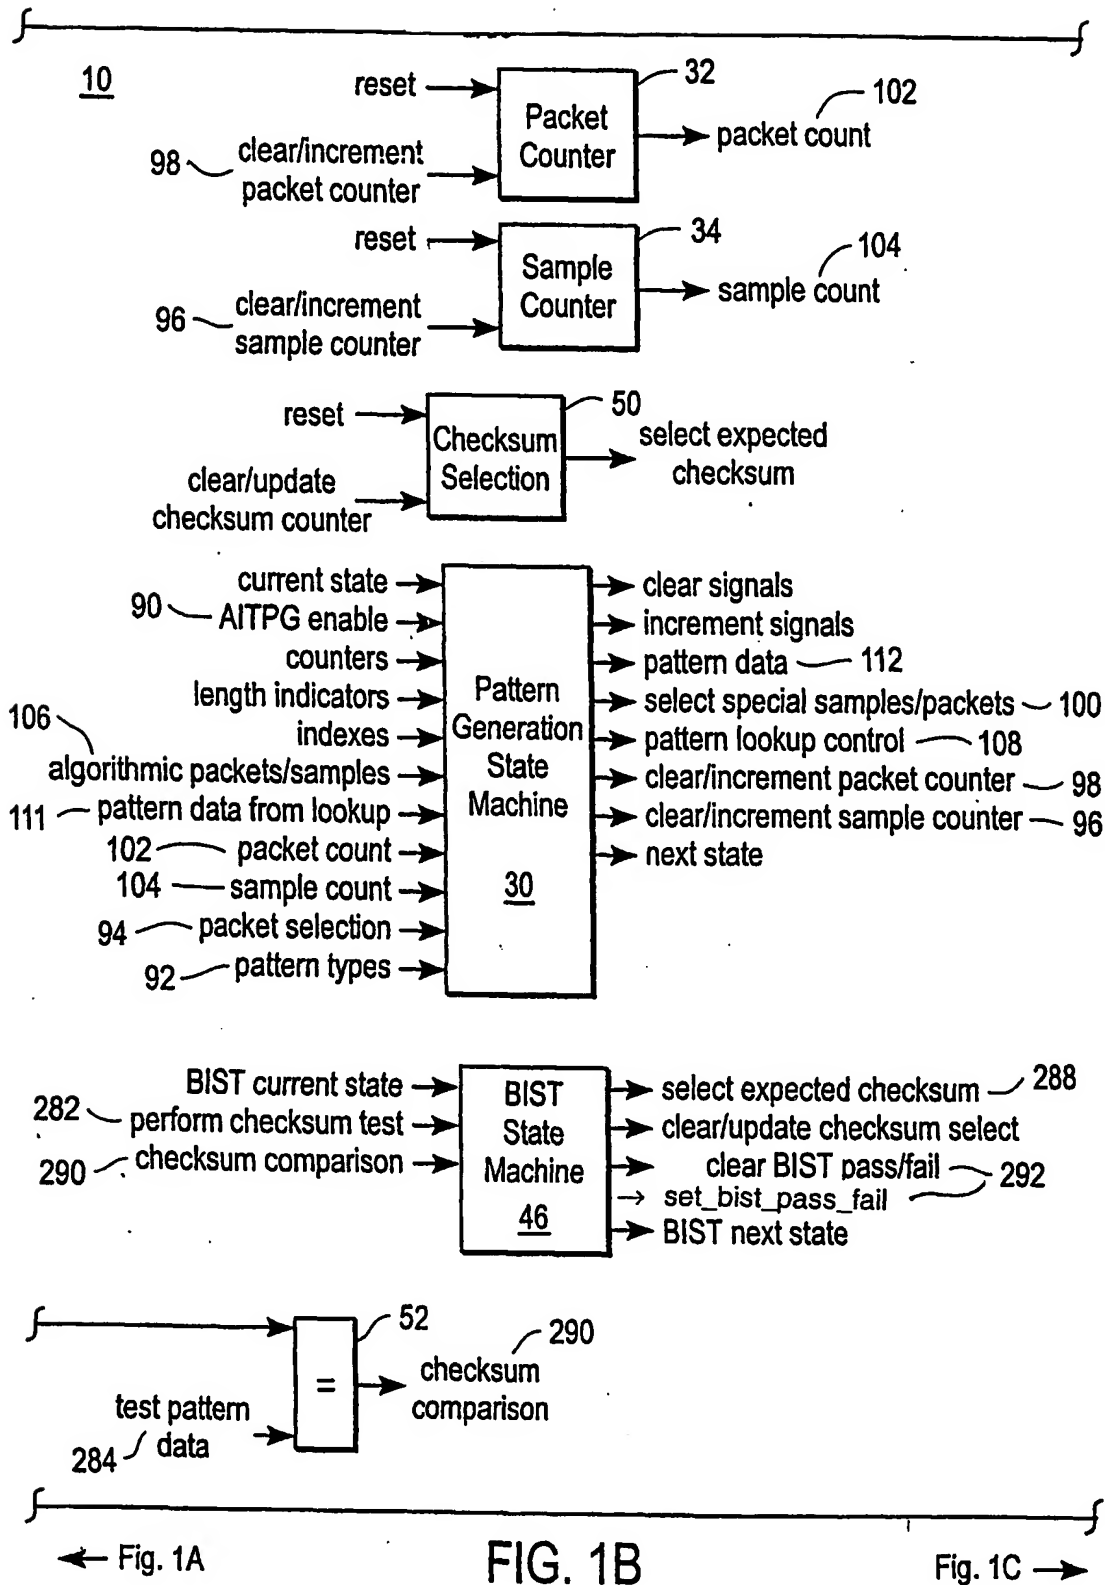 10
reset
32
Packet
Counter
102
packet count
98
clear/increment
packet counter
reset
34
Sample
Counter
104
sample count
96
clear/increment
sample counter
reset
50
Checksum
Selection
select expected
checksum
clear/update
checksum counter
current state
90 AITPG enable
counters
length indicators
106
indexes
algorithmic packets/samples
111 pattern data from lookup
102 packet count
104 sample count
94 packet selection
92 pattern types
Pattern
Generation
State
Machine
30
clear signals
increment signals
pattern data 112
select special samples/packets 100
pattern lookup control 108
clear/increment packet counter 98
clear/increment sample counter 96
next state
BIST current state
282 perform checksum test
290 checksum comparison
BIST
State
Machine
46
select expected checksum 288
clear/update checksum select
clear BIST pass/fail 292
set_bist_pass_fail
BIST next state
52
=
290
checksum
comparison
test pattern
data
284
Fig. 1A
FIG. 1B
Fig. 1C